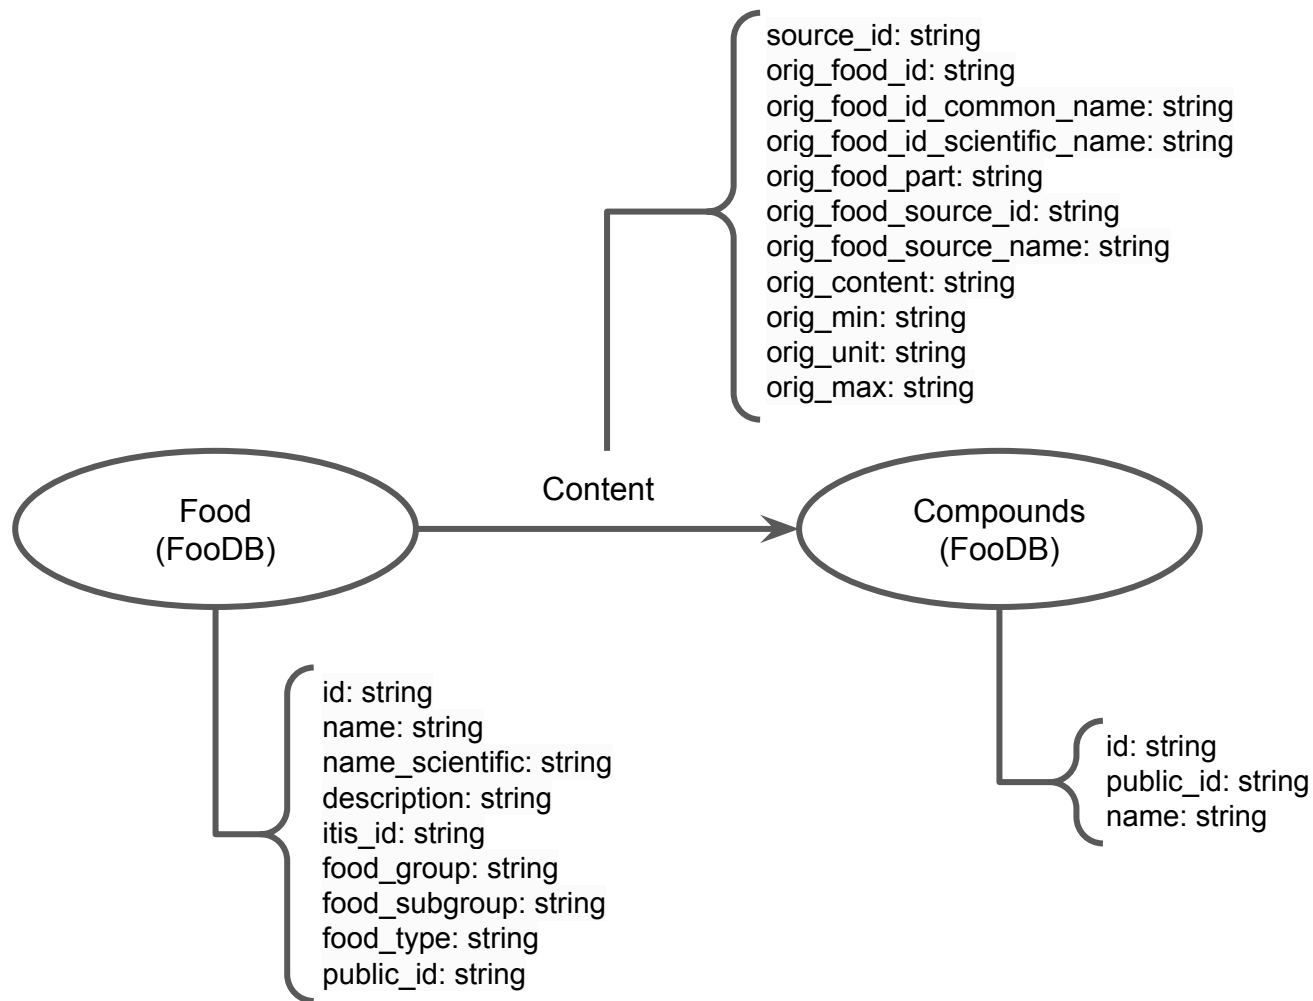 source_id: string
orig_food_id: string
orig_food_id_common_name: string
orig_food_id_scientific_name: string
orig_food_part: string
orig_food_source_id: string
orig_food_source_name: string
orig_content: string
orig_min: string
orig_unit: string
orig_max: string
Content
Food
(FooDB)
Compounds
(FooDB)
id: string
name: string
name_scientific: string
description: string
itis_id: string
food_group: string
food_subgroup: string
food_type: string
public_id: string
id: string
public_id: string
name: string